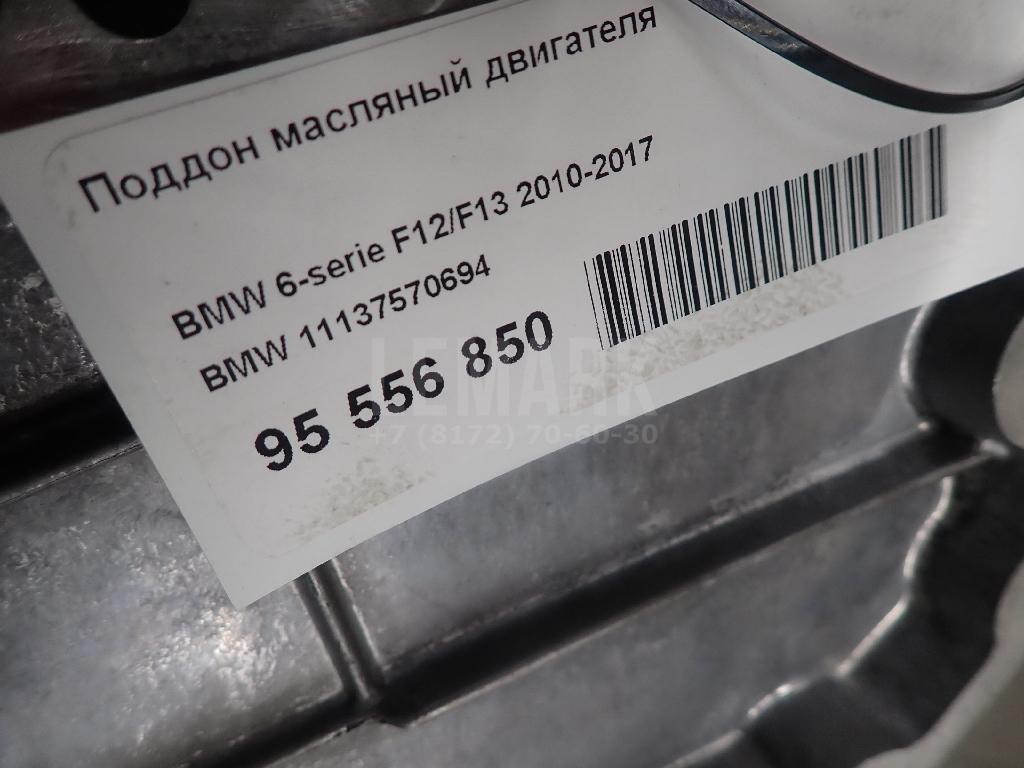 Поддон масляный двигателя
BMW 6-serie F12/F13 2010-2017
BMW 11137570694
95 556 850
LEMARK
+7 (8172) 70-60-30